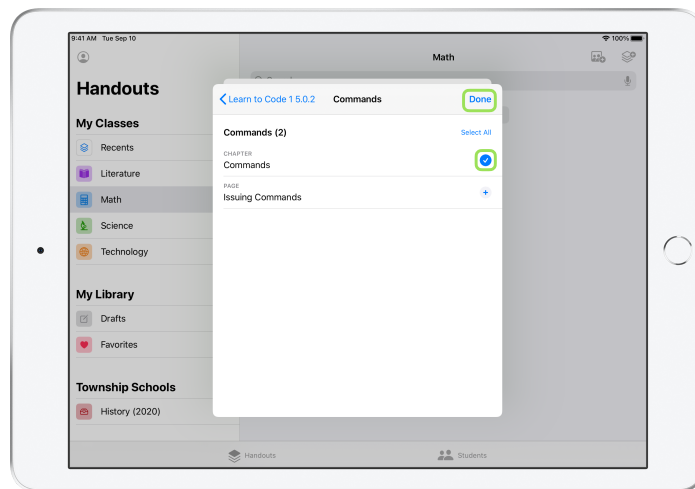 9:41 AM Tue Sep 10
100%
Math
Handouts
My Classes
Recents
Literature
Math
Science
Technology
My Library
Drafts
Favorites
Township Schools
History (2020)
Learn to Code 1 5.0.2
Commands
Done
Commands (2)
Select All
CHAPTER
Commands
PAGE
Issuing Commands
Handouts
Students